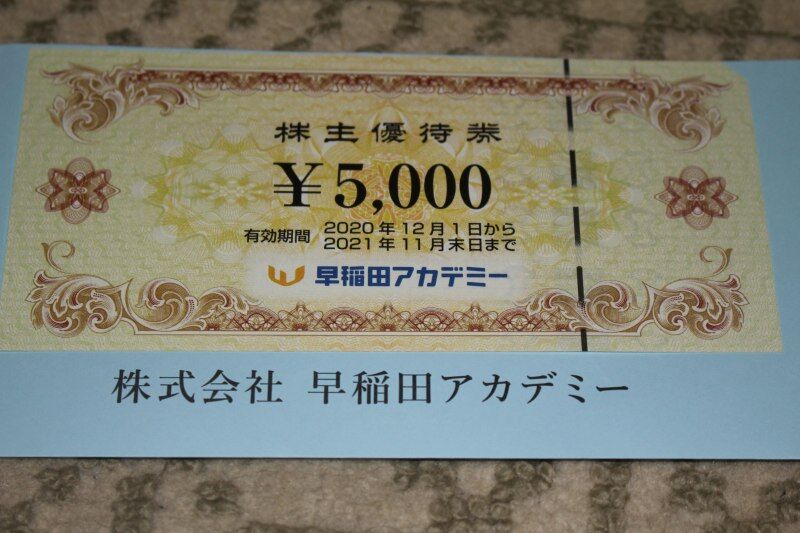 株主優待券
¥5,000
有効期間 2020年12月1日から
2021年11月末日まで
早稲田アカデミー
株式会社 早稲田アカデミー